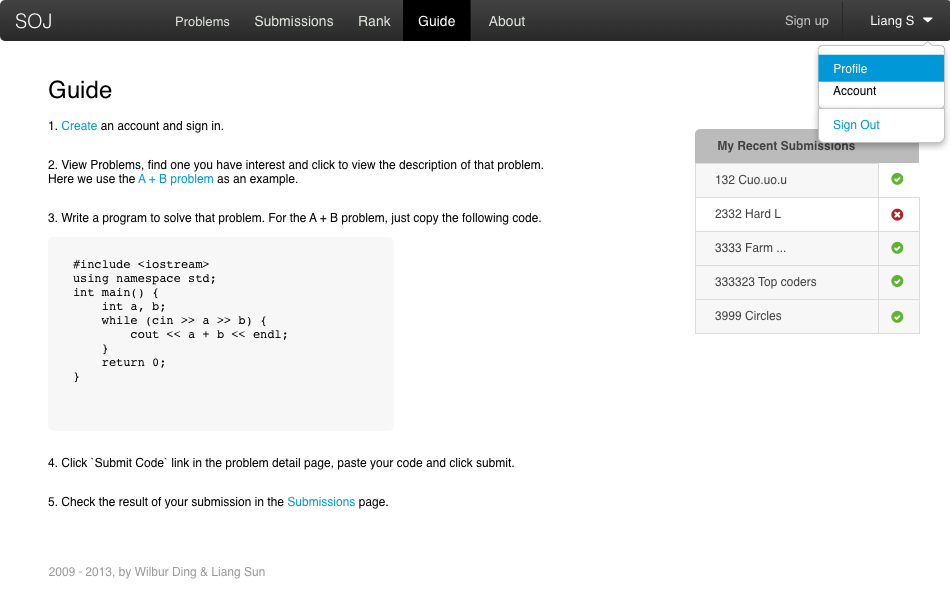 SOJ Problems Submissions Rank Guide About Sign up Liang S
Profile
Account
Sign Out
Guide
1. Create an account and sign in.
2. View Problems, find one you have interest and click to view the description of that problem.
Here we use the A + B problem as an example.
3. Write a program to solve that problem. For the A + B problem, just copy the following code.
#include <iostream>
using namespace std;
int main() {
    int a, b;
    while (cin >> a >> b) {
        cout << a + b << endl;
    }
    return 0;
}
4. Click `Submit Code` link in the problem detail page, paste your code and click submit.
5. Check the result of your submission in the Submissions page.
My Recent Submissions
132 Cuo.uo.u
2332 Hard L
3333 Farm ...
333323 Top coders
3999 Circles
2009 - 2013, by Wilbur Ding & Liang Sun